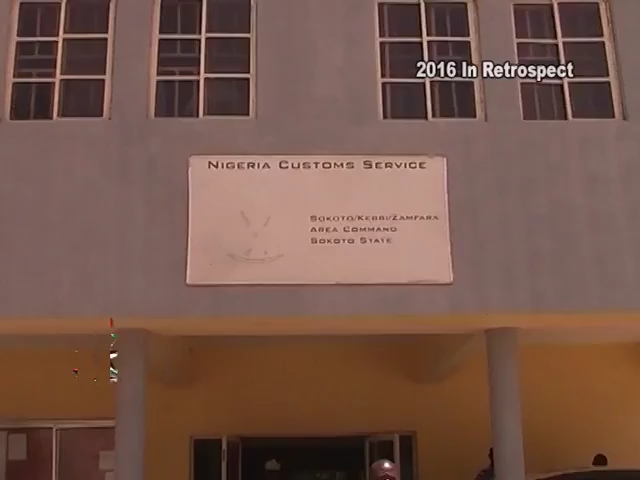 2016 In Retrospect
NIGERIA CUSTOMS SERVICE
SOKOTO/KEBBI/ZAMFARA
AREA COMMAND
SOKOTO STATE